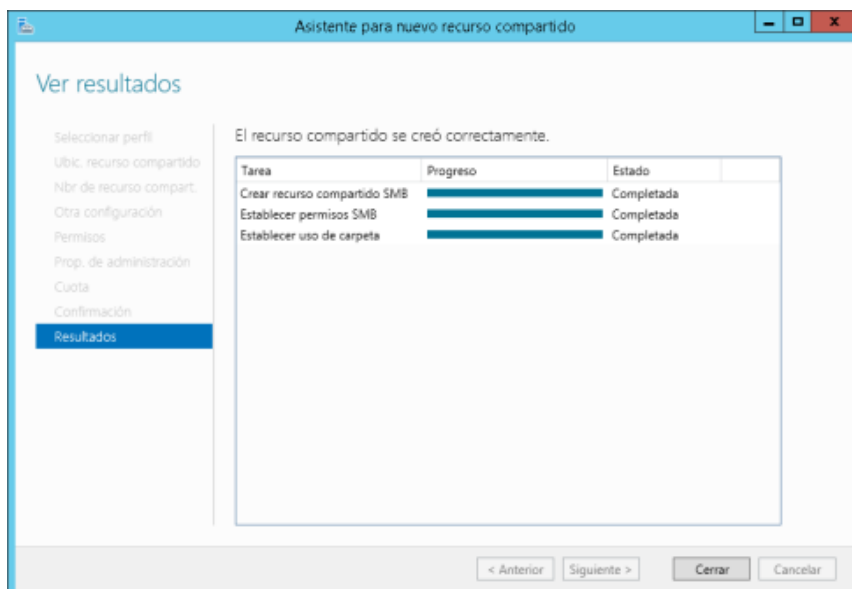 Asistente para nuevo recurso compartido
Ver resultados
Seleccionar perfil
Ubic. recurso compartido
Nbr de recurso compart.
Otra configuración
Permisos
Prop. de administración
Cuota
Confirmación
Resultados
El recurso compartido se creó correctamente.
Tarea Progreso Estado
Crear recurso compartido SMB Completada
Establecer permisos SMB Completada
Establecer uso de carpeta Completada
< Anterior Siguiente > Cerrar Cancelar